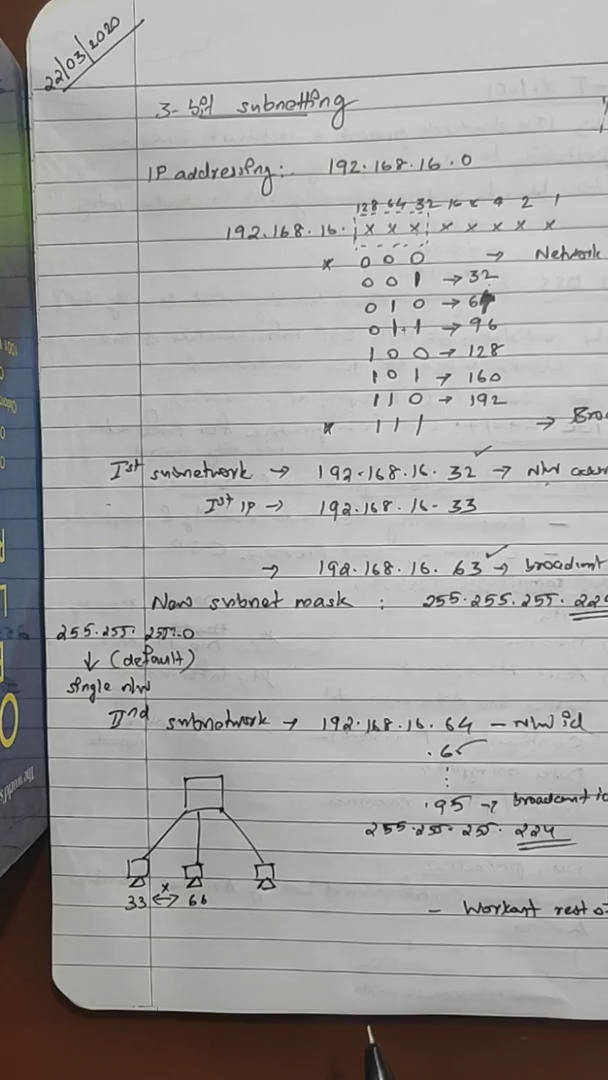 22/03/2020
3-bit subnetting
IP addressing:. 192.168.16.0
128 64 32 16 8 4 2 1
192.168.16. x x x x x x x x
* 0 0 0 → Network
0 0 1 → 32
0 1 0 → 64
0 1 1 → 96
1 0 0 → 128
1 0 1 → 160
1 1 0 → 192
* 1 1 1 → Broa
Ist subnetwork → 192.168.16.32 → N/w
Ist IP → 192.168.16.33
→ 192.168.16.63 → broadcast
New subnet mask : 255.255.255.224
255.255.255.0
↓ (default)
single n/w
IInd subnetwork → 192.168.16.64 – N/w id
.65
⋮
.95 → broadcast id
255.255.255.224
x
33 ↔ 66
- Workout rest o